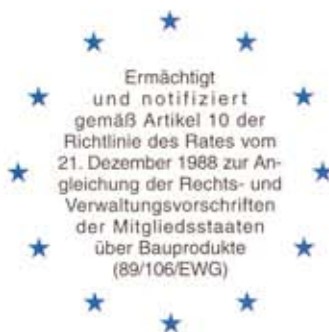 Ermächtigt
und notifiziert
gemäß Artikel 10 der
Richtlinie des Rates vom
21. Dezember 1988 zur An-
gleichung der Rechts- und
Verwaltungsvorschriften
der Mitgliedsstaaten
über Bauprodukte
(89/106/EWG)